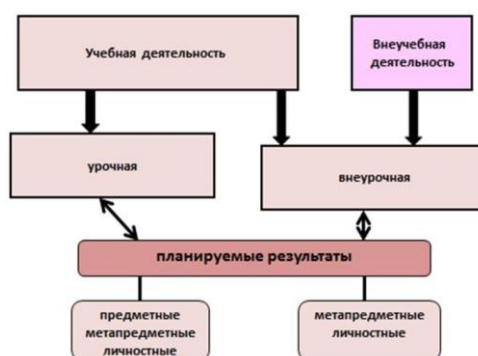 Учебная деятельность
Внеучебная
деятельность
урочная
внеурочная
планируемые результаты
предметные
метапредметные
личностные
метапредметные
личностные